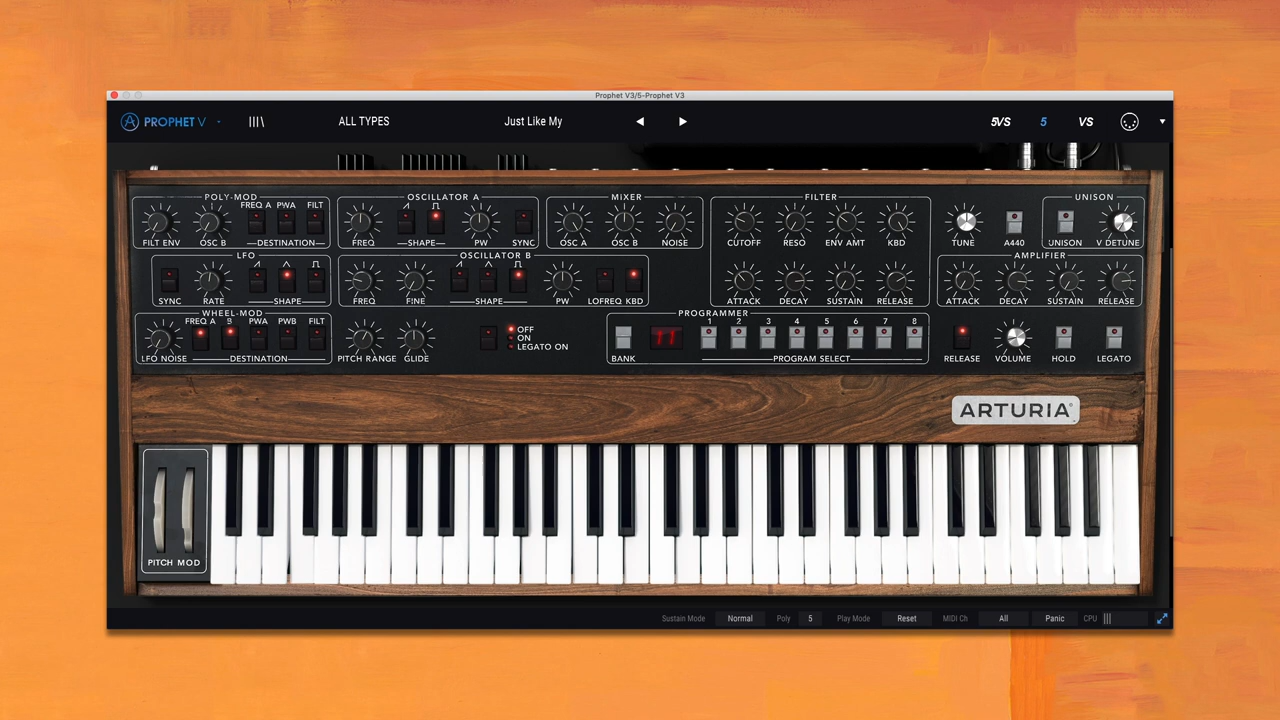 Prophet V3/5-Prophet V3
PROPHET V
ALL TYPES
Just Like My
5VS
5
VS
POLY-MOD
FREQ A PWA FILT
FILT ENV OSC B DESTINATION
OSCILLATOR A
FREQ SHAPE PW SYNC
MIXER
OSC A OSC B NOISE
FILTER
CUTOFF RESO ENV AMT KBD
TUNE A440
UNISON
UNISON V DETUNE
LFO
SYNC RATE SHAPE
OSCILLATOR B
FREQ FINE SHAPE PW LOFREQ KBD
ATTACK DECAY SUSTAIN RELEASE
AMPLIFIER
ATTACK DECAY SUSTAIN RELEASE
WHEEL-MOD
FREQ A B PWA PWB FILT
LFO NOISE DESTINATION
PITCH RANGE GLIDE
OFF
ON
LEGATO ON
PROGRAMMER
1 2 3 4 5 6 7 8
11
BANK PROGRAM SELECT
RELEASE VOLUME HOLD LEGATO
ARTURIA
PITCH MOD
Sustain Mode Normal Poly 5 Play Mode Reset MIDI Ch All Panic CPU